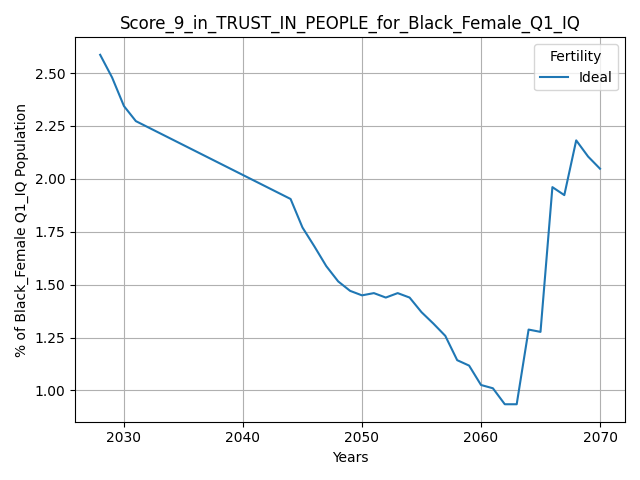 Score_9_in_TRUST_IN_PEOPLE_for_Black_Female_Q1_IQ
Fertility
Ideal
% of Black_Female Q1_IQ Population
2.50
2.25
2.00
1.75
1.50
1.25
1.00
2030 2040 2050 2060 2070
Years